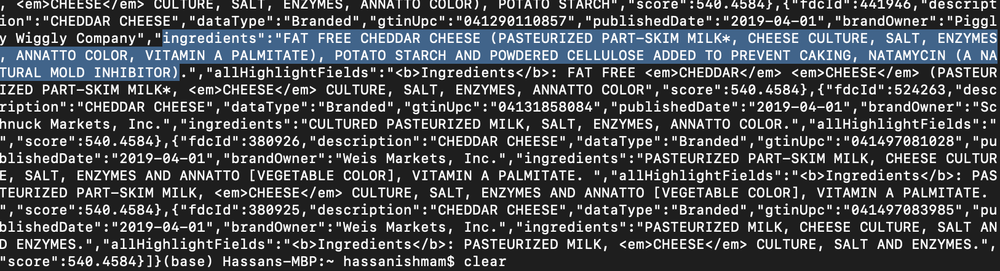 , <em>CHEESE</em> CULTURE, SALT, ENZYMES, ANNATTO COLOR), POTATO STARCH","score":540.4584},{"fdcId":441946,"descript
ion":"CHEDDAR CHEESE","dataType":"Branded","gtinUpc":"041290110857","publishedDate":"2019-04-01","brandOwner":"Piggl
y Wiggly Company","ingredients":"FAT FREE CHEDDAR CHEESE (PASTEURIZED PART-SKIM MILK*, CHEESE CULTURE, SALT, ENZYMES
, ANNATTO COLOR, VITAMIN A PALMITATE), POTATO STARCH AND POWDERED CELLULOSE ADDED TO PREVENT CAKING, NATAMYCIN (A NA
TURAL MOLD INHIBITOR).","allHighlightFields":"<b>Ingredients</b>: FAT FREE <em>CHEDDAR</em> <em>CHEESE</em> (PASTEUR
IZED PART-SKIM MILK*, <em>CHEESE</em> CULTURE, SALT, ENZYMES, ANNATTO COLOR","score":540.4584},{"fdcId":524263,"desc
ription":"CHEDDAR CHEESE","dataType":"Branded","gtinUpc":"04131858084","publishedDate":"2019-04-01","brandOwner":"Sc
hnuck Markets, Inc.","ingredients":"CULTURED PASTEURIZED MILK, SALT, ENZYMES, ANNATTO COLOR.","allHighlightFields":"
","score":540.4584},{"fdcId":380926,"description":"CHEDDAR CHEESE","dataType":"Branded","gtinUpc":"041497081028","pu
blishedDate":"2019-04-01","brandOwner":"Weis Markets, Inc.","ingredients":"PASTEURIZED PART-SKIM MILK, CHEESE CULTUR
E, SALT, ENZYMES AND ANNATTO [VEGETABLE COLOR], VITAMIN A PALMITATE. ","allHighlightFields":"<b>Ingredients</b>: PAS
TEURIZED PART-SKIM MILK, <em>CHEESE</em> CULTURE, SALT, ENZYMES AND ANNATTO [VEGETABLE COLOR], VITAMIN A PALMITATE.
","score":540.4584},{"fdcId":380925,"description":"CHEDDAR CHEESE","dataType":"Branded","gtinUpc":"041497083985","pu
blishedDate":"2019-04-01","brandOwner":"Weis Markets, Inc.","ingredients":"PASTEURIZED MILK, CHEESE CULTURE, SALT AN
D ENZYMES.","allHighlightFields":"<b>Ingredients</b>: PASTEURIZED MILK, <em>CHEESE</em> CULTURE, SALT AND ENZYMES.",
"score":540.4584}]}(base) Hassans-MBP:~ hassanishmam$ clear